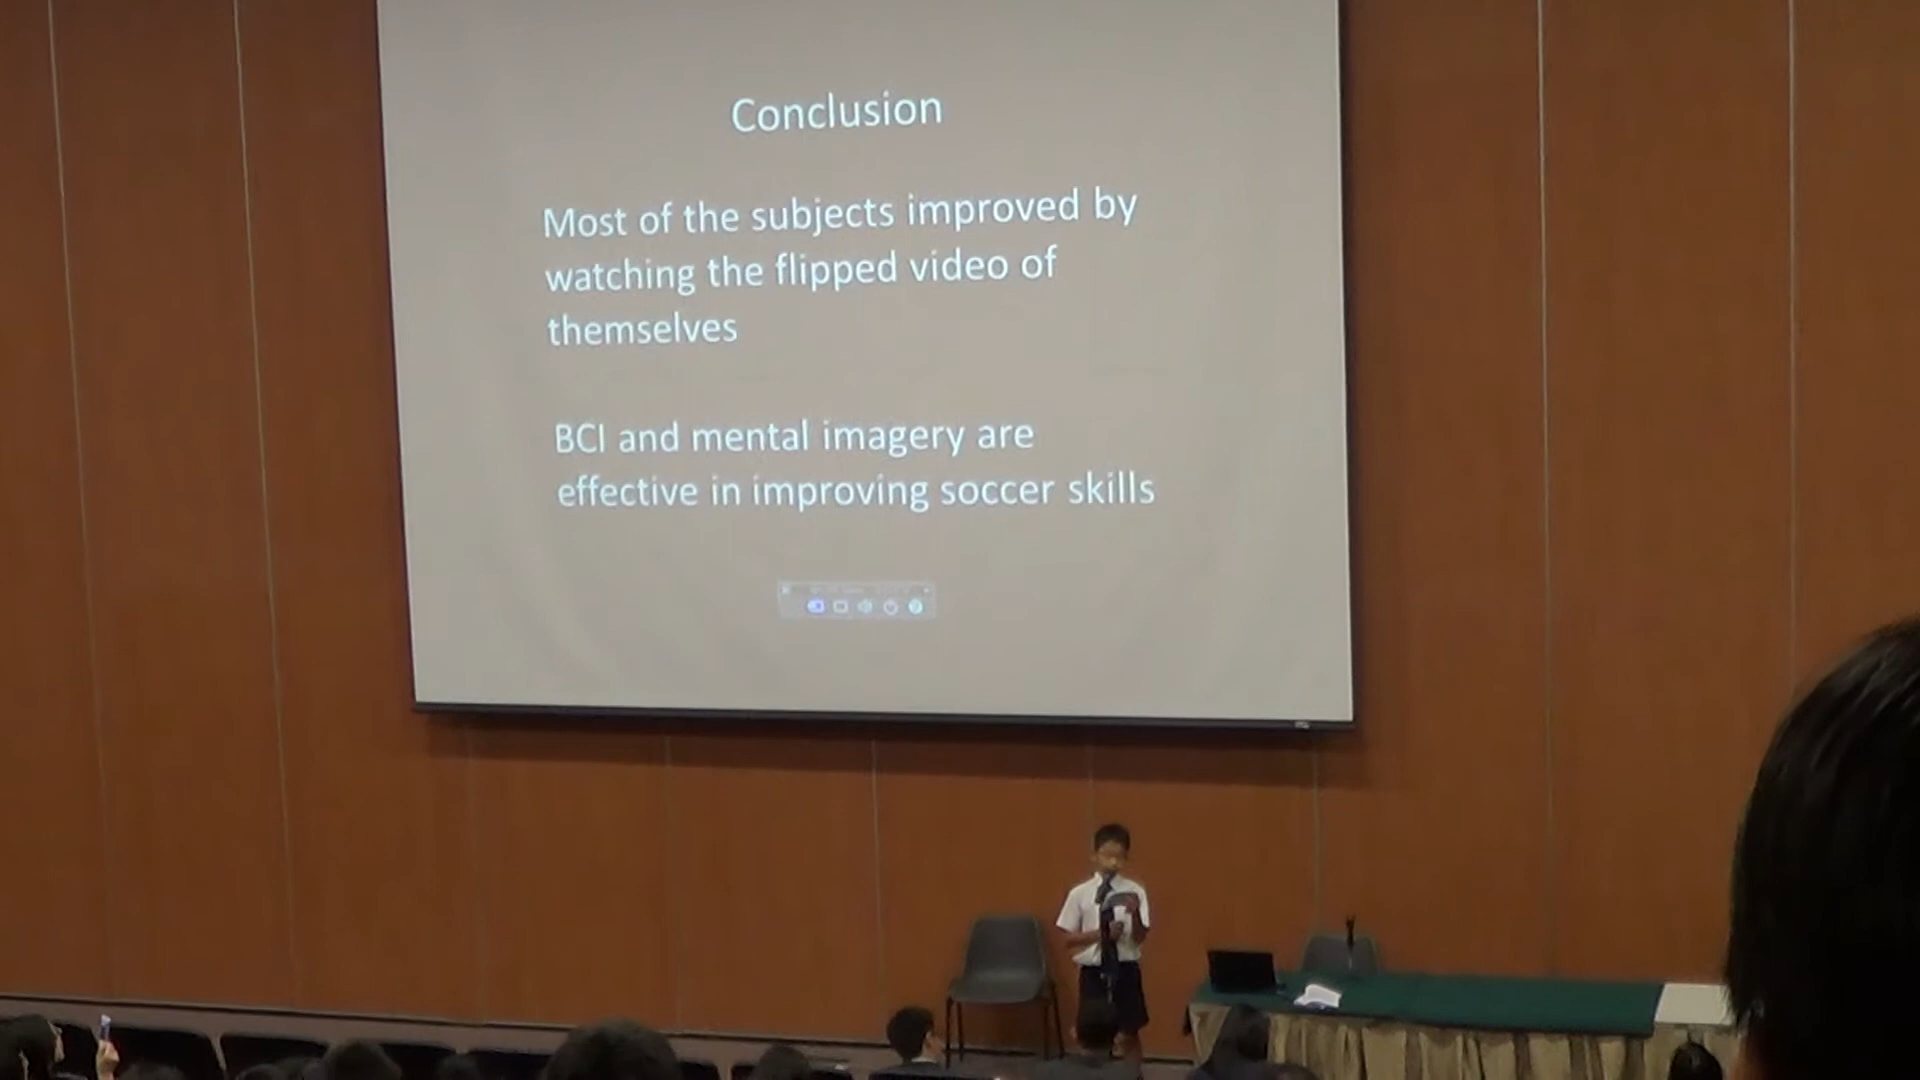 Conclusion
Most of the subjects improved by
watching the flipped video of
themselves
BCI and mental imagery are
effective in improving soccer skills